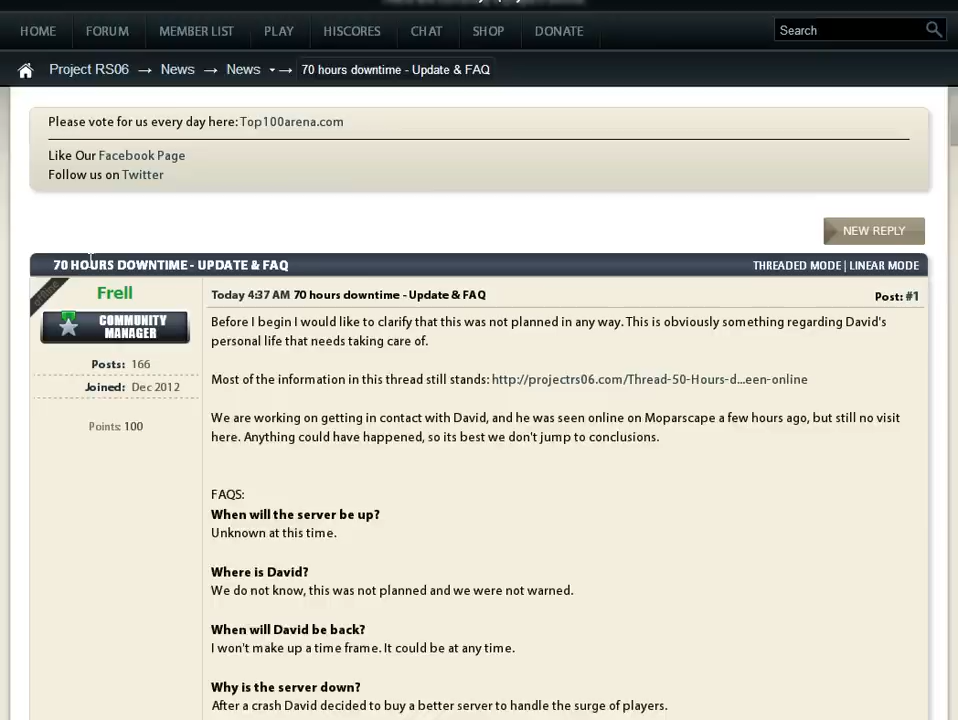 HOME FORUM MEMBER LIST PLAY HISCORES CHAT SHOP DONATE Search
Project RS06 → News → News → 70 hours downtime - Update & FAQ
Please vote for us every day here: Top100arena.com
Like Our Facebook Page
Follow us on Twitter
NEW REPLY
70 HOURS DOWNTIME - UPDATE & FAQ THREADED MODE | LINEAR MODE
offline
Frell
COMMUNITY
MANAGER
Posts: 166
Joined: Dec 2012
Points: 100
Today 4:37 AM 70 hours downtime - Update & FAQ Post: #1
Before I begin I would like to clarify that this was not planned in any way. This is obviously something regarding David's
personal life that needs taking care of.
Most of the information in this thread still stands: http://projectrs06.com/Thread-50-Hours-d...een-online
We are working on getting in contact with David, and he was seen online on Moparscape a few hours ago, but still no visit
here. Anything could have happened, so its best we don't jump to conclusions.
FAQS:
When will the server be up?
Unknown at this time.
Where is David?
We do not know, this was not planned and we were not warned.
When will David be back?
I won't make up a time frame. It could be at any time.
Why is the server down?
After a crash David decided to buy a better server to handle the surge of players.